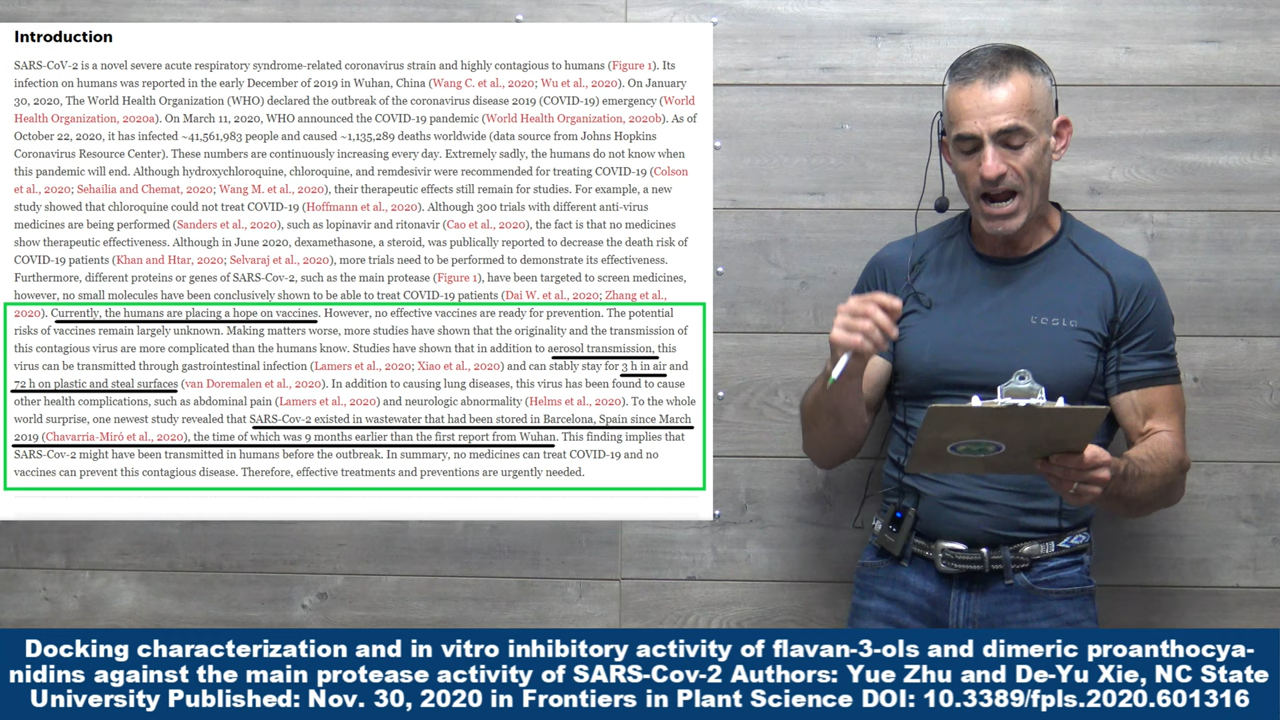 Introduction
SARS-CoV-2 is a novel severe acute respiratory syndrome-related coronavirus strain and highly contagious to humans (Figure 1). Its
infection on humans was reported in the early December of 2019 in Wuhan, China (Wang C. et al., 2020; Wu et al., 2020). On January
30, 2020, The World Health Organization (WHO) declared the outbreak of the coronavirus disease 2019 (COVID-19) emergency (World
Health Organization, 2020a). On March 11, 2020, WHO announced the COVID-19 pandemic (World Health Organization, 2020b). As of
October 22, 2020, it has infected ~41,561,983 people and caused ~1,135,289 deaths worldwide (data source from Johns Hopkins
Coronavirus Resource Center). These numbers are continuously increasing every day. Extremely sadly, the humans do not know when
this pandemic will end. Although hydroxychloroquine, chloroquine, and remdesivir were recommended for treating COVID-19 (Colson
et al., 2020; Sehailia and Chemat, 2020; Wang M. et al., 2020), their therapeutic effects still remain for studies. For example, a new
study showed that chloroquine could not treat COVID-19 (Hoffmann et al., 2020). Although 300 trials with different anti-virus
medicines are being performed (Sanders et al., 2020), such as lopinavir and ritonavir (Cao et al., 2020), the fact is that no medicines
show therapeutic effectiveness. Although in June 2020, dexamethasone, a steroid, was publically reported to decrease the death risk of
COVID-19 patients (Khan and Htar, 2020; Selvaraj et al., 2020), more trials need to be performed to demonstrate its effectiveness.
Furthermore, different proteins or genes of SARS-Cov-2, such as the main protease (Figure 1), have been targeted to screen medicines,
however, no small molecules have been conclusively shown to be able to treat COVID-19 patients (Dai W. et al., 2020; Zhang et al.,
2020). Currently, the humans are placing a hope on vaccines. However, no effective vaccines are ready for prevention. The potential
risks of vaccines remain largely unknown. Making matters worse, more studies have shown that the originality and the transmission of
this contagious virus are more complicated than the humans know. Studies have shown that in addition to aerosol transmission, this
virus can be transmitted through gastrointestinal infection (Lamers et al., 2020; Xiao et al., 2020) and can stably stay for 3 h in air and
72 h on plastic and steal surfaces (van Doremalen et al., 2020). In addition to causing lung diseases, this virus has been found to cause
other health complications, such as abdominal pain (Lamers et al., 2020) and neurologic abnormality (Helms et al., 2020). To the whole
world surprise, one newest study revealed that SARS-Cov-2 existed in wastewater that had been stored in Barcelona, Spain since March
2019 (Chavarria-Miró et al., 2020), the time of which was 9 months earlier than the first report from Wuhan. This finding implies that
SARS-Cov-2 might have been transmitted in humans before the outbreak. In summary, no medicines can treat COVID-19 and no
vaccines can prevent this contagious disease. Therefore, effective treatments and preventions are urgently needed.
TESLA
Docking characterization and in vitro inhibitory activity of flavan-3-ols and dimeric proanthocya-
nidins against the main protease activity of SARS-Cov-2 Authors: Yue Zhu and De-Yu Xie, NC State
University Published: Nov. 30, 2020 in Frontiers in Plant Science DOI: 10.3389/fpls.2020.601316